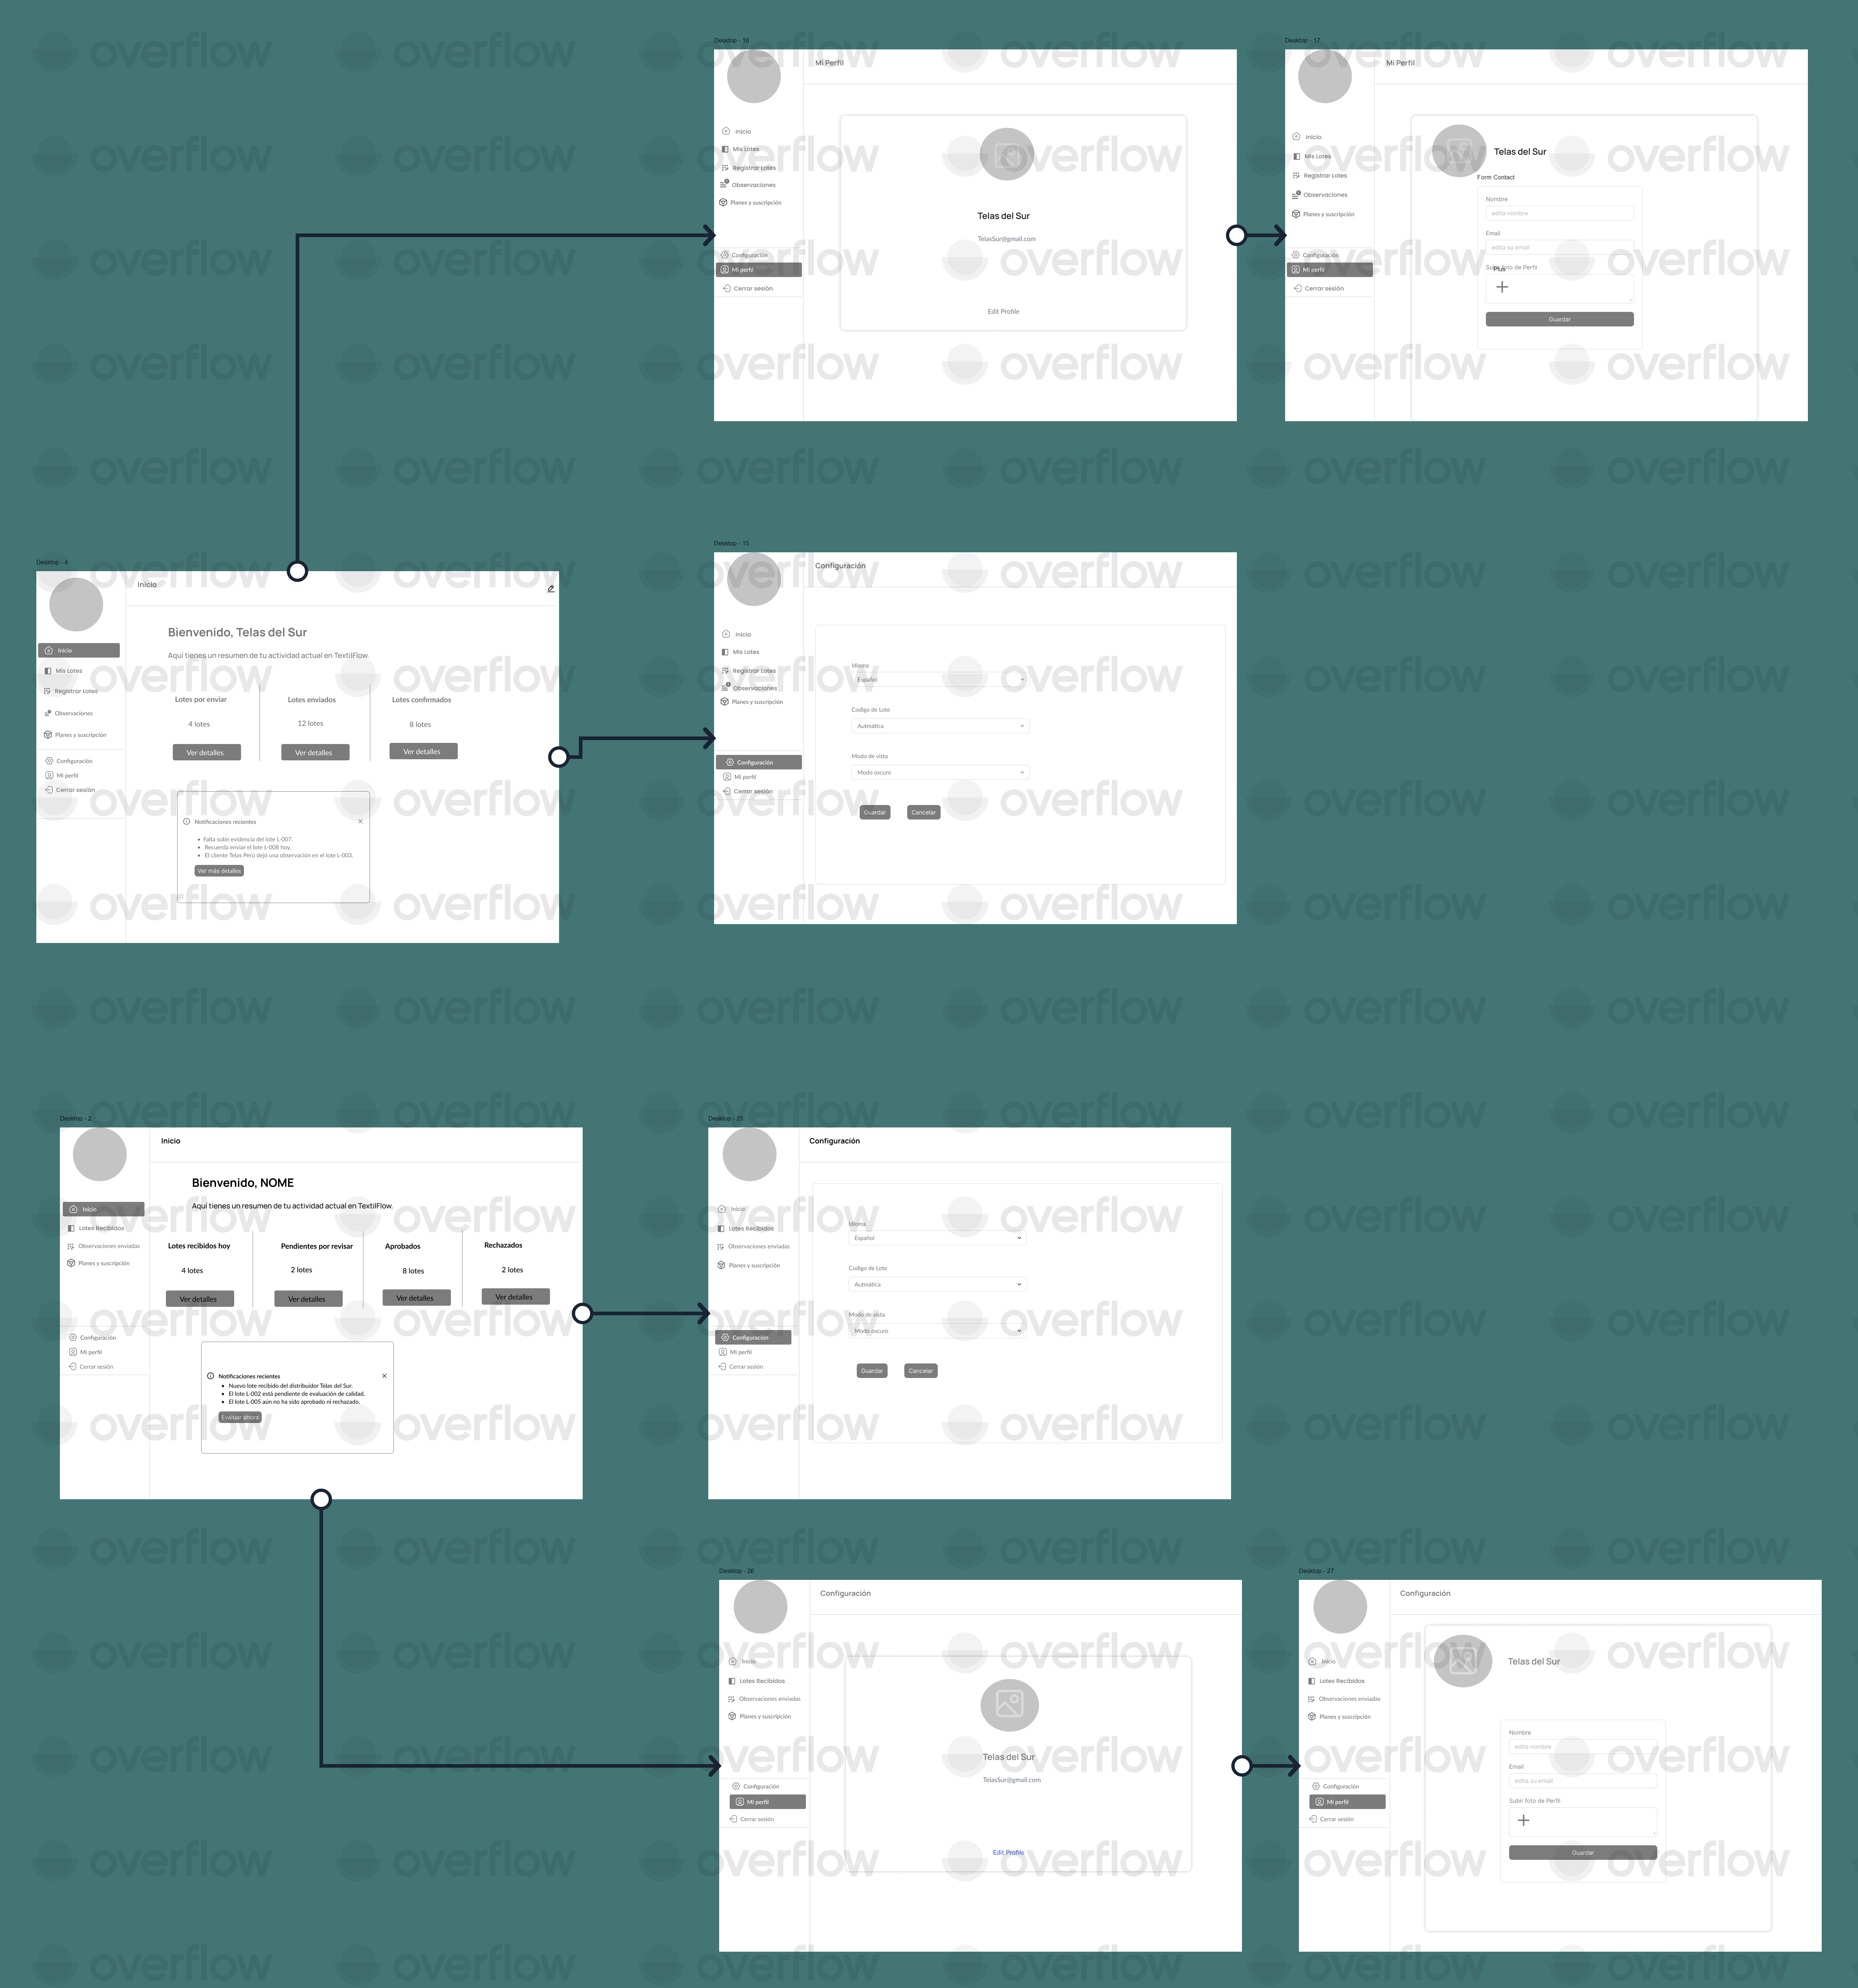 Desktop - 16
Mi Perfil
Inicio
Mis Lotes
Registrar Lotes
Observaciones
Planes y suscripción
Configuración
Mi perfil
Cerrar sesión
Telas del Sur
TelasSur@gmail.com
Edit Profile
Desktop - 17
Mi Perfil
Inicio
Mis Lotes
Registrar Lotes
Observaciones
Planes y suscripción
Configuración
Mi perfil
Cerrar sesión
Telas del Sur
Form Contact
Nombre
edita nombre
Email
edita su email
Subir foto de Perfil
Plus
Guardar
Desktop - 4
Inicio
Inicio
Mis Lotes
Registrar Lotes
Observaciones
Planes y suscripción
Configuración
Mi perfil
Cerrar sesión
Bienvenido, Telas del Sur
Aquí tienes un resumen de tu actividad actual en TextilFlow.
Lotes por enviar
Lotes enviados
Lotes confirmados
4 lotes
12 lotes
8 lotes
Ver detalles
Ver detalles
Ver detalles
Notificaciones recientes
Falta subir evidencia del lote L-007.
Recuerda enviar el lote L-008 hoy.
El cliente Telas Perú dejó una observación en el lote L-003.
Ver más detalles
Desktop - 15
Configuración
Inicio
Mis Lotes
Registrar Lotes
Observaciones
Planes y suscripción
Configuración
Mi perfil
Cerrar sesión
Idioma
Español
Codigo de Lote
Autmática
Modo de vista
Modo oscuro
Guardar
Cancelar
Desktop - 2
Inicio
Inicio
Lotes Recibidos
Observaciones enviadas
Planes y suscripción
Configuración
Mi perfil
Cerrar sesión
Bienvenido, NOME
Aquí tienes un resumen de tu actividad actual en TextilFlow.
Lotes recibidos hoy
Pendientes por revisar
Aprobados
Rechazados
4 lotes
2 lotes
8 lotes
2 lotes
Ver detalles
Ver detalles
Ver detalles
Ver detalles
Notificaciones recientes
Nuevo lote recibido del distribuidor Telas del Sur.
El lote L-002 está pendiente de evaluación de calidad.
El lote L-005 aún no ha sido aprobado ni rechazado.
Evaluar ahora
Desktop - 25
Configuración
Inicio
Lotes Recibidos
Observaciones enviadas
Planes y suscripción
Configuración
Mi perfil
Cerrar sesión
Idioma
Español
Codigo de Lote
Autmática
Modo de vista
Modo oscuro
Guardar
Cancelar
Desktop - 26
Configuración
Inicio
Lotes Recibidos
Observaciones enviadas
Planes y suscripción
Configuración
Mi perfil
Cerrar sesión
Telas del Sur
TelasSur@gmail.com
Edit Profile
Desktop - 27
Configuración
Inicio
Lotes Recibidos
Observaciones enviadas
Planes y suscripción
Configuración
Mi perfil
Cerrar sesión
Telas del Sur
Nombre
edita nombre
Email
edita su email
Subir foto de Perfil
Guardar
overflow